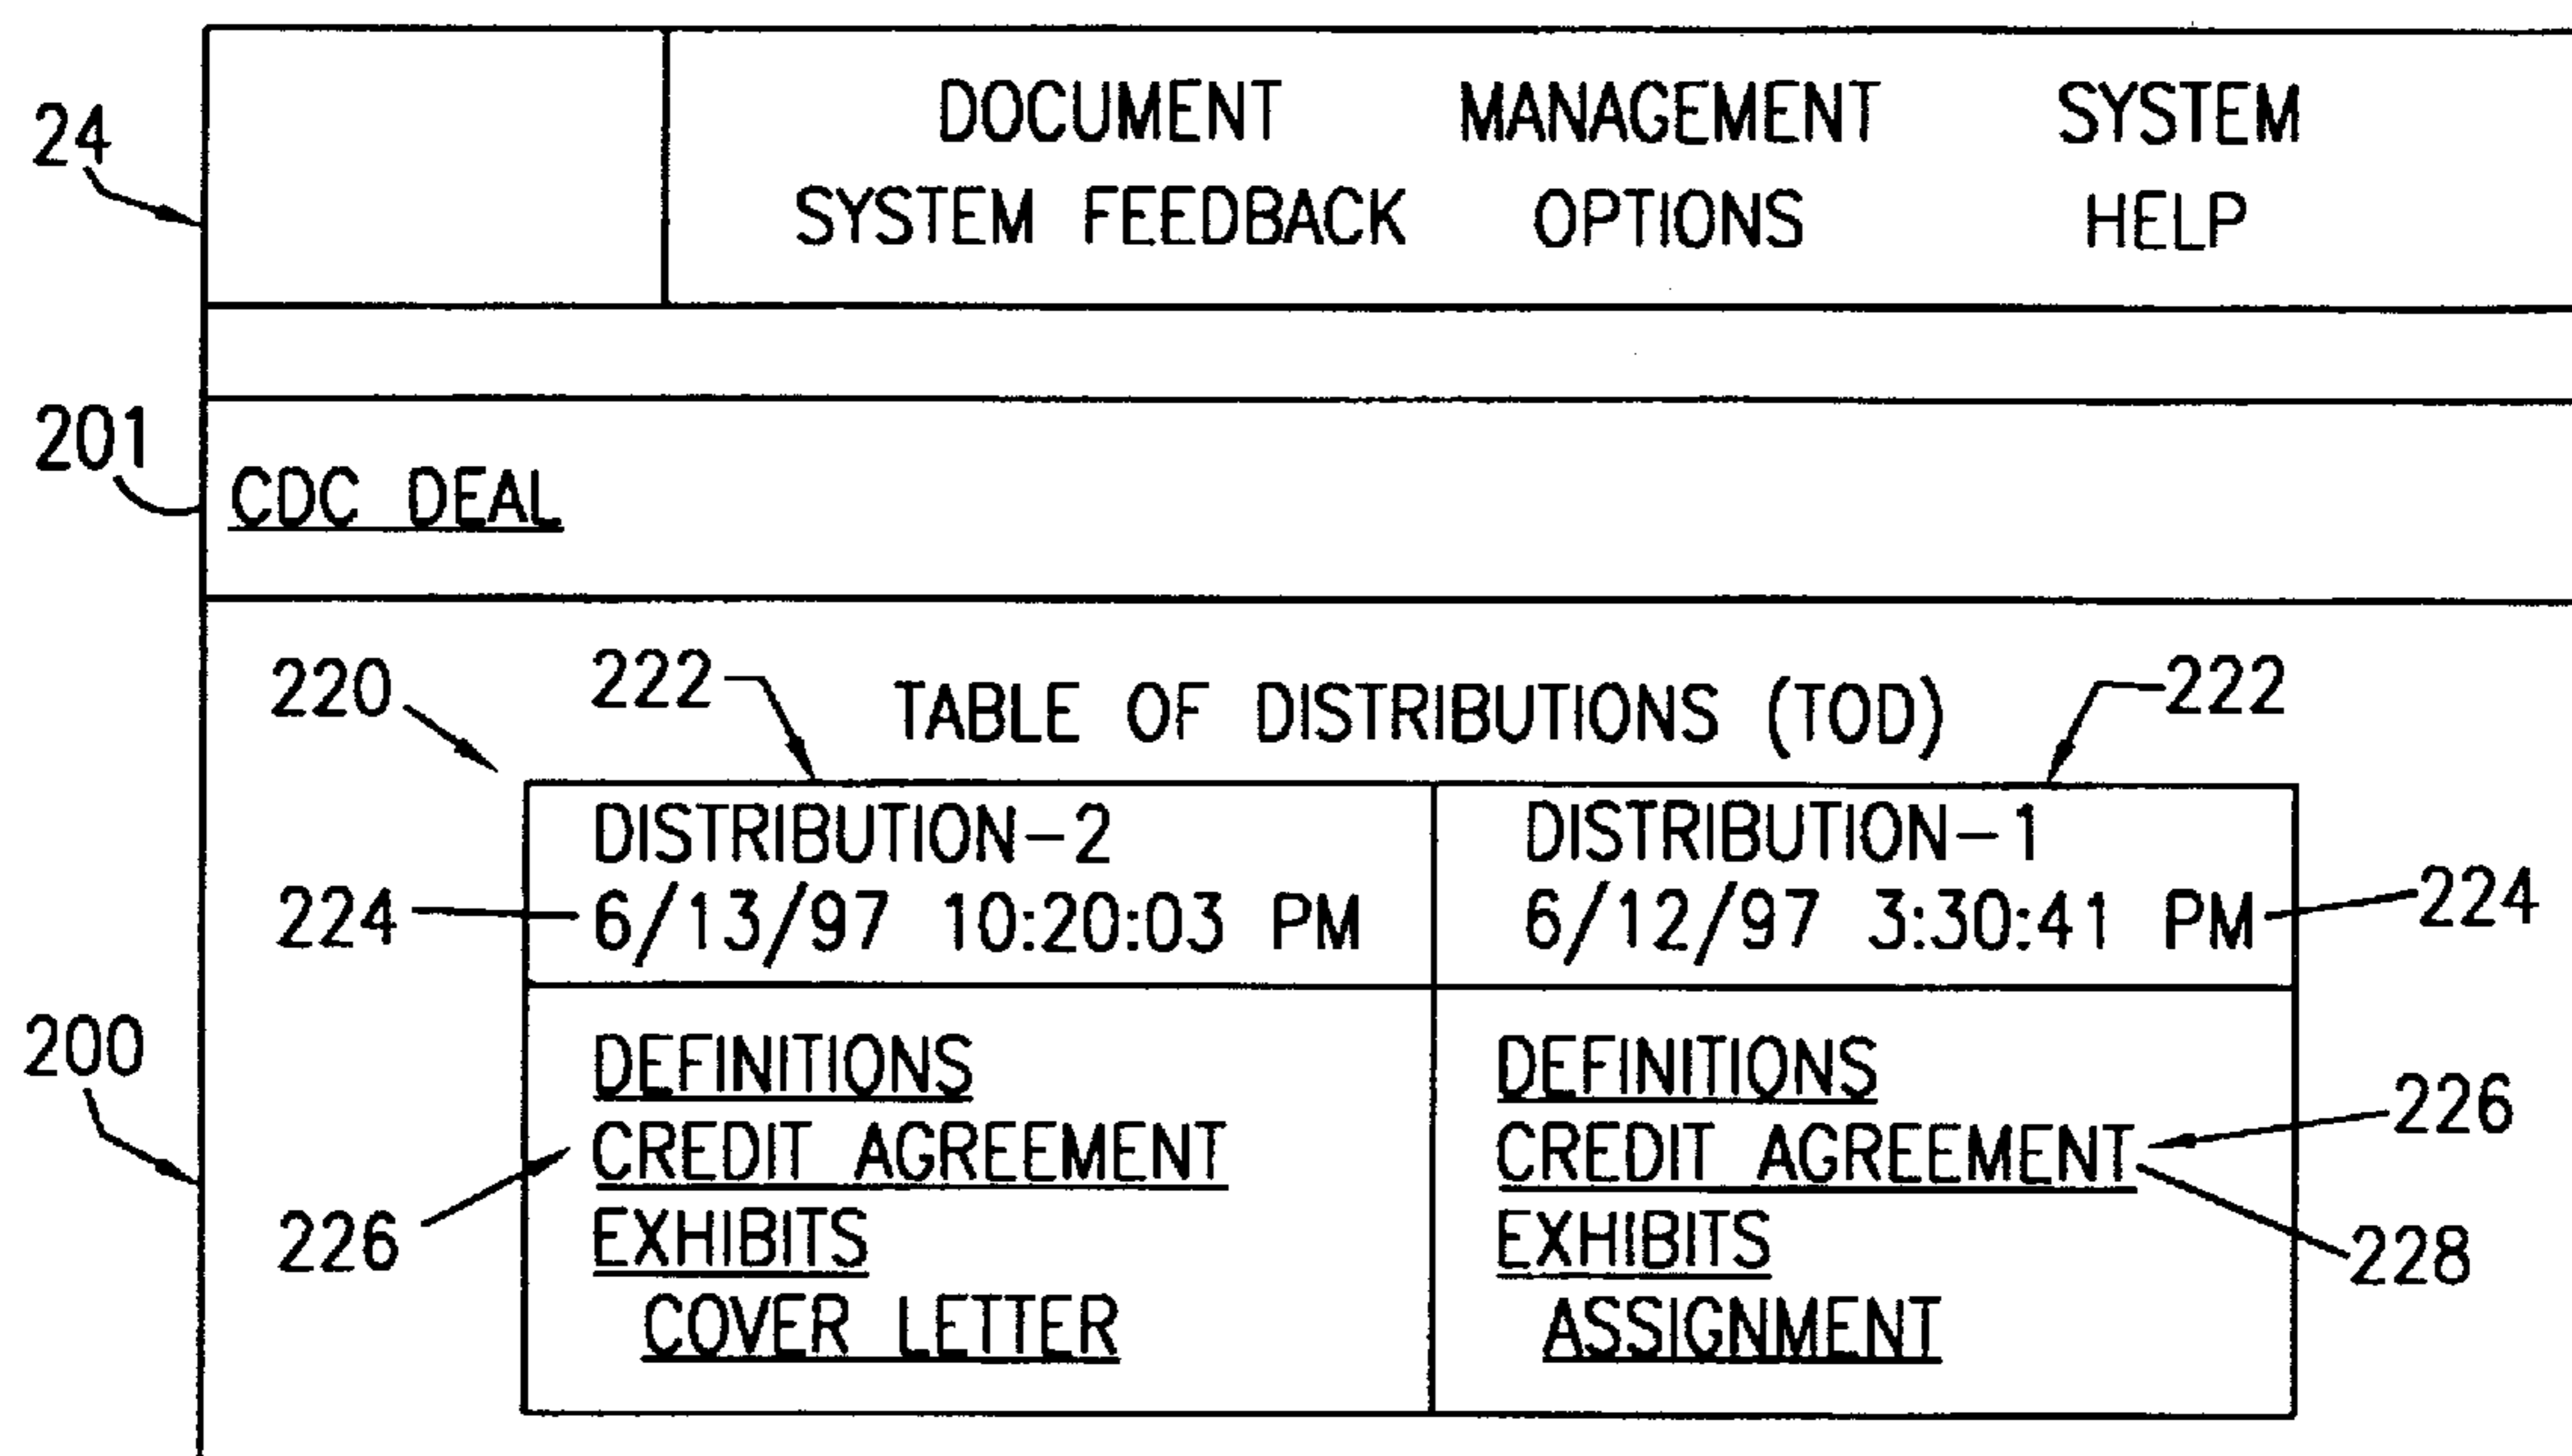 DOCUMENT MANAGEMENT SYSTEM
24
SYSTEM FEEDBACK OPTIONS HELP
201
CDC DEAL
220 222 TABLE OF DISTRIBUTIONS (TOD) 222
DISTRIBUTION-2 DISTRIBUTION-1
224 6/13/97 10:20:03 PM 6/12/97 3:30:41 PM 224
200 DEFINITIONS DEFINITIONS
CREDIT AGREEMENT CREDIT AGREEMENT 226
226 EXHIBITS EXHIBITS 228
COVER LETTER ASSIGNMENT